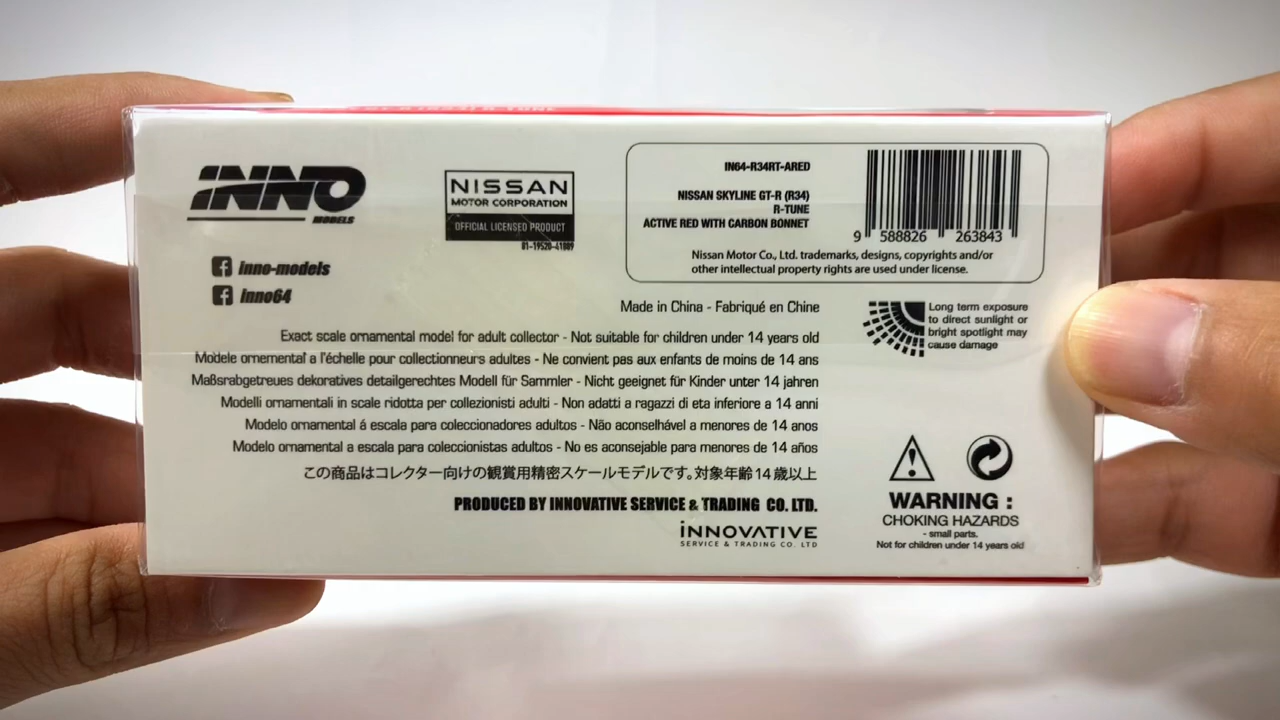 INNO
MODELS
inno-models
inno64
NISSAN
MOTOR CORPORATION
OFFICIAL LICENSED PRODUCT
01-19520-41809
IN64-R34RT-ARED
NISSAN SKYLINE GT-R (R34)
R-TUNE
ACTIVE RED WITH CARBON BONNET
9 588826 263843
Nissan Motor Co., Ltd. trademarks, designs, copyrights and/or
other intellectual property rights are used under license.
Made in China - Fabriqué en Chine
Exact scale ornamental model for adult collector - Not suitable for children under 14 years old
Modele ornemental a l'échelle pour collectionneurs adultes - Ne convient pas aux enfants de moins de 14 ans
Maßsrabgetreues dekoratives detailgerechtes Modell für Sammler - Nicht geeignet für Kinder unter 14 jahren
Modelli ornamentali in scale ridotta per collezionisti adulti - Non adatti a ragazzi di eta inferiore a 14 anni
Modelo ornamental á escala para coleccionadores adultos - Não aconselhável a menores de 14 anos
Modelo ornamental a escala para coleccionistas adultos - No es aconsejable para menores de 14 años
この商品はコレクター向けの観賞用精密スケールモデルです。対象年齢14歳以上
PRODUCED BY INNOVATIVE SERVICE & TRADING CO. LTD.
INNOVATIVE
SERVICE & TRADING CO. LTD
Long term exposure
to direct sunlight or
bright spotlight may
cause damage
WARNING :
CHOKING HAZARDS
- small parts.
Not for children under 14 years old